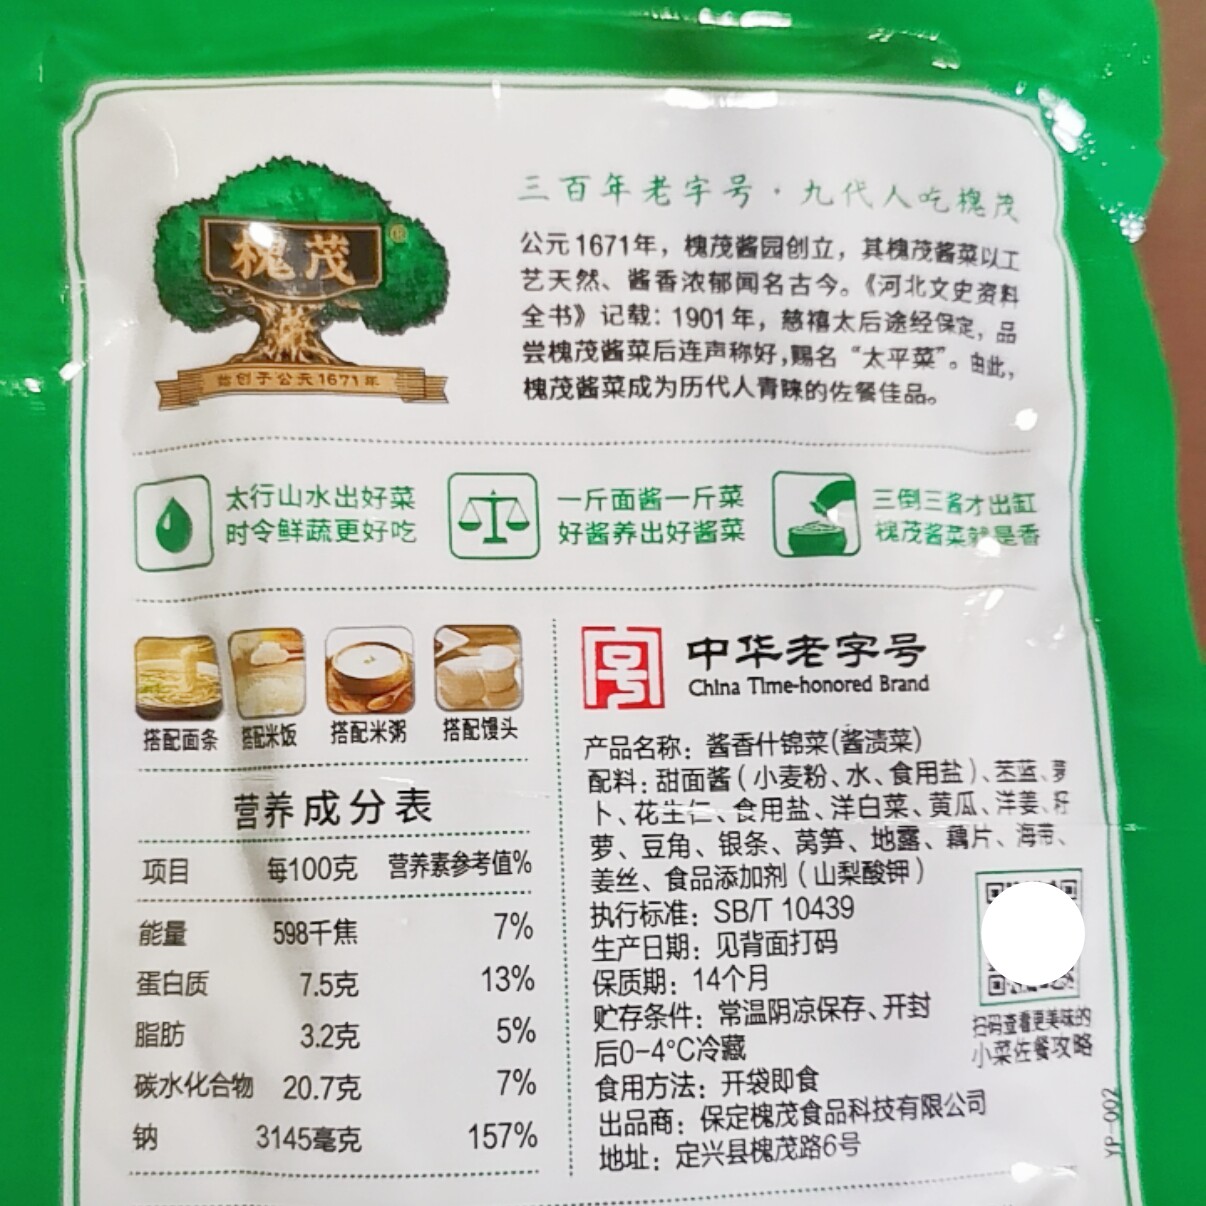 槐茂®
始创于公元1671年
三百年老字号·九代人吃槐茂
公元1671年，槐茂酱园创立，其槐茂酱菜以工
艺天然、酱香浓郁闻名古今。《河北文史资料
全书》记载：1901年，慈禧太后途经保定，品
尝槐茂酱菜后连声称好，赐名“太平菜”。由此，
槐茂酱菜成为历代人青睐的佐餐佳品。
太行山水出好菜
时令鲜蔬更好吃
一斤面酱一斤菜
好酱养出好酱菜
三倒三酱才出缸
槐茂酱菜就是香
搭配面条
搭配米饭
搭配米粥
搭配馒头
营养成分表
项目 每100克 营养素参考值%
能量 598千焦 7%
蛋白质 7.5克 13%
脂肪 3.2克 5%
碳水化合物 20.7克 7%
钠 3145毫克 157%
中华老字号
China Time-honored Brand
产品名称：酱香什锦菜(酱渍菜)
配料：甜面酱（小麦粉、水、食用盐）、苤蓝、萝
卜、花生仁、食用盐、洋白菜、黄瓜、洋姜、籽
萝、豆角、银条、莴笋、地露、藕片、海带、
姜丝、食品添加剂（山梨酸钾）
执行标准：SB/T 10439
生产日期：见背面打码
保质期：14个月
贮存条件：常温阴凉保存、开封
后0-4°C冷藏
食用方法：开袋即食
出品商：保定槐茂食品科技有限公司
地址：定兴县槐茂路6号
扫码查看更美味的
小菜佐餐攻略
YP-002